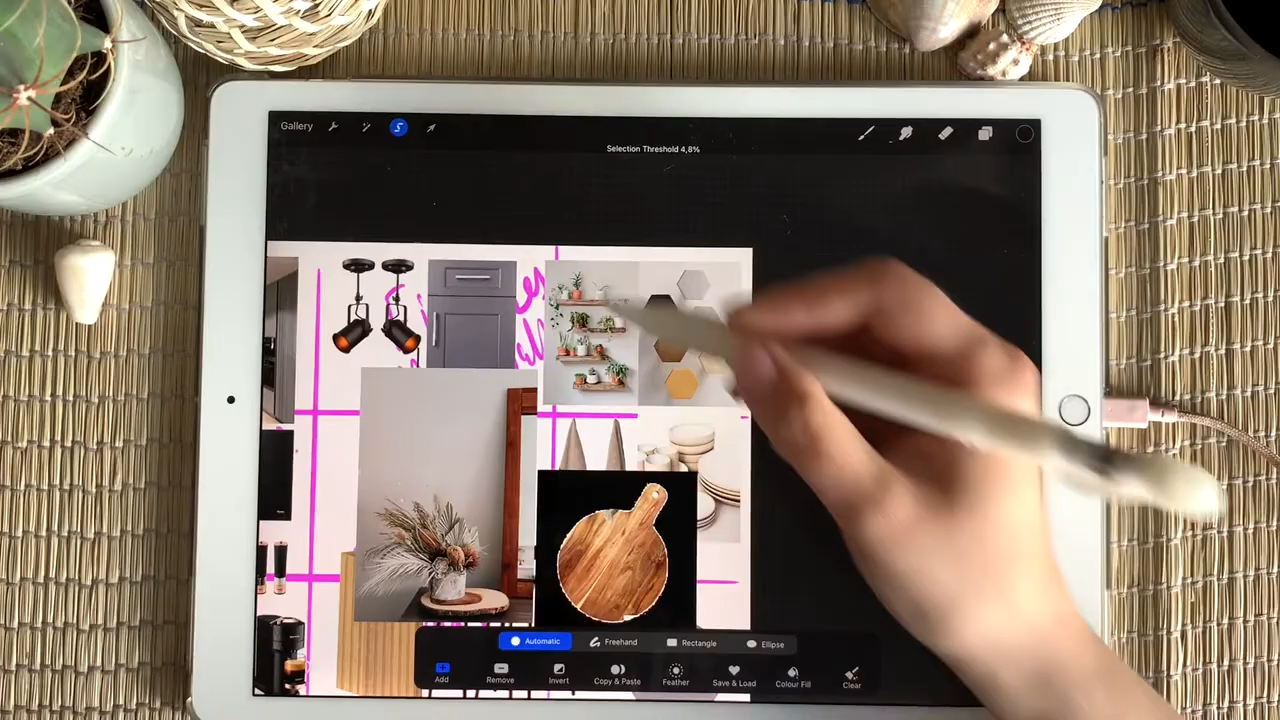 Gallery
Selection Threshold 4,8%
Automatic Freehand Rectangle Ellipse
Add Remove Invert Copy & Paste Feather Save & Load Colour Fill Clear